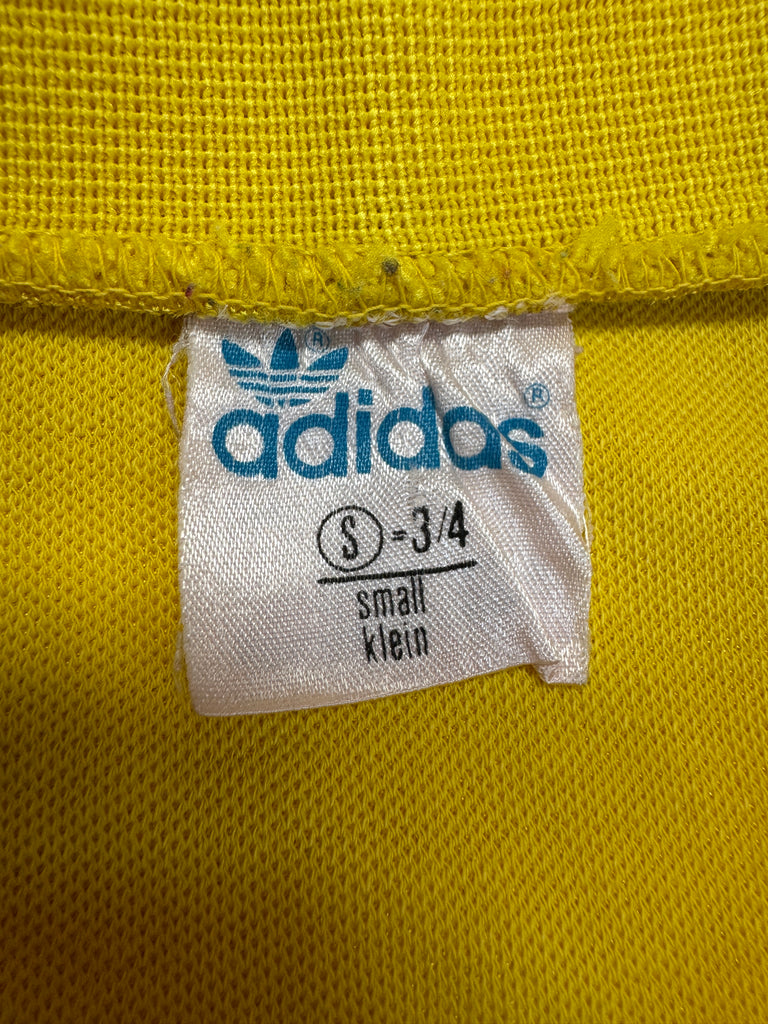 ®
adidas ®
S = 3/4
small
klein